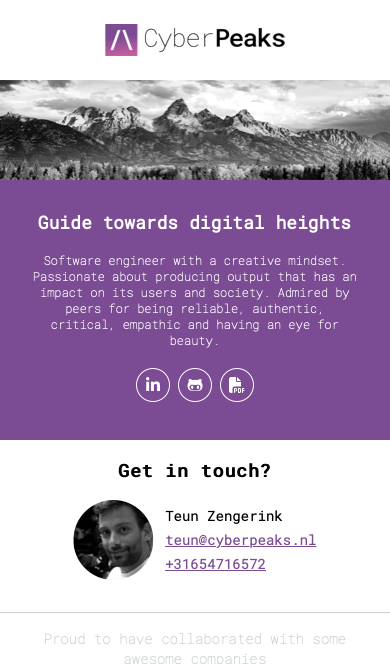 CyberPeaks
Guide towards digital heights
Software engineer with a creative mindset.
Passionate about producing output that has an
impact on its users and society. Admired by
peers for being reliable, authentic,
critical, empathic and having an eye for
beauty.
in
PDF
Get in touch?
Teun Zengerink
teun@cyberpeaks.nl
+31654716572
Proud to have collaborated with some
awesome companies